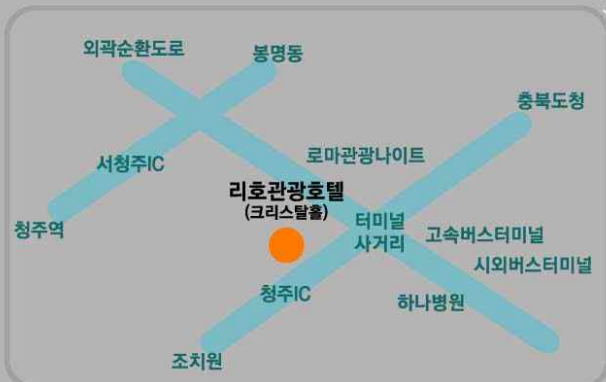 외곽순환도로
봉명동
충북도청
서청주IC
로마관광나이트
리호관광호텔
(크리스탈홀)
청주역
터미널
사거리
고속버스터미널
시외버스터미널
청주IC
하나병원
조치원